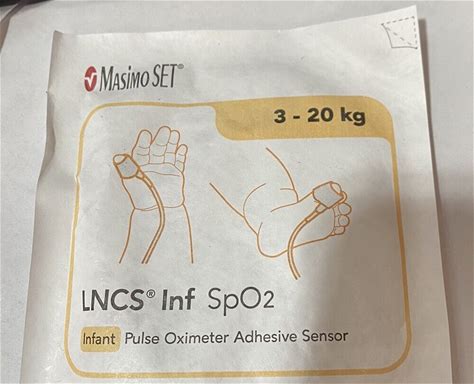 Masimo SET®
3 - 20 kg
LNCS® Inf SpO2
Infant Pulse Oximeter Adhesive Sensor